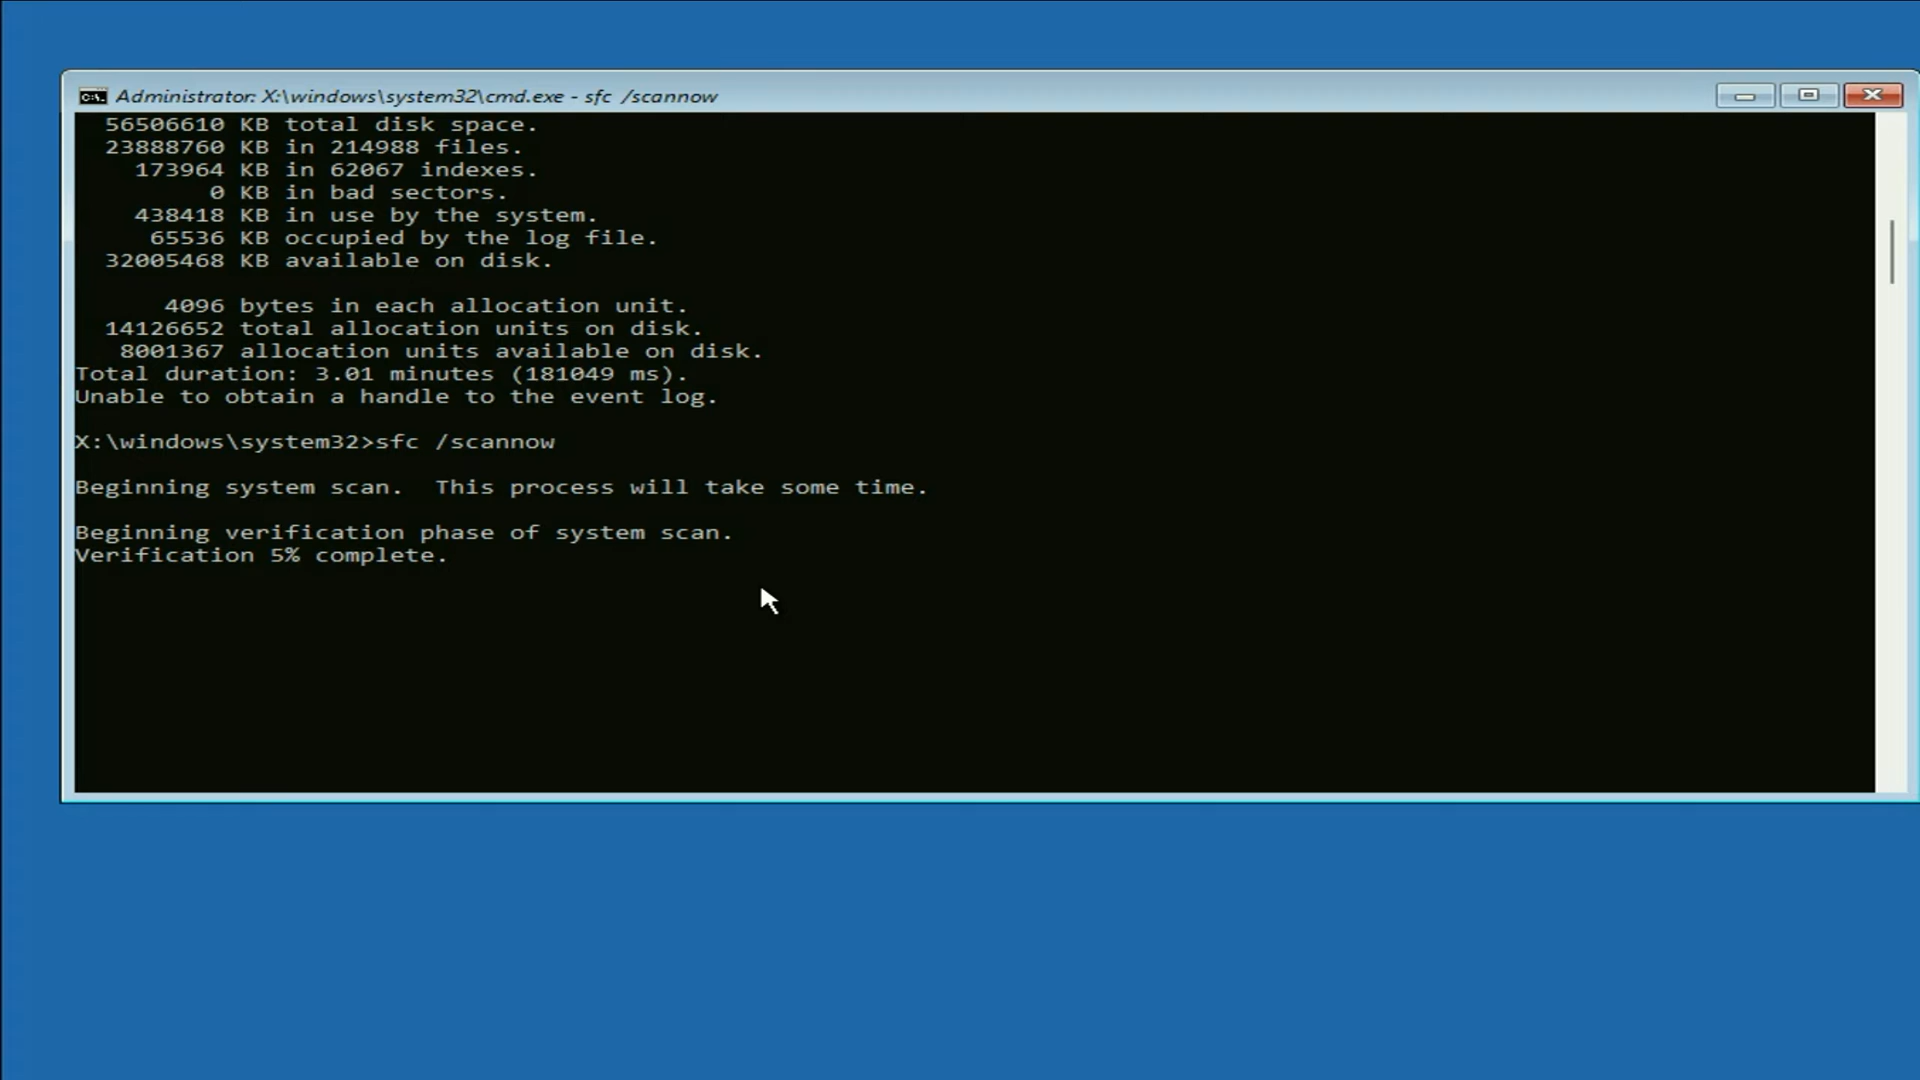 Administrator: X:\windows\system32\cmd.exe - sfc /scannow
56506610 KB total disk space.
23888760 KB in 214988 files.
173964 KB in 62067 indexes.
0 KB in bad sectors.
438418 KB in use by the system.
65536 KB occupied by the log file.
32005468 KB available on disk.
4096 bytes in each allocation unit.
14126652 total allocation units on disk.
8001367 allocation units available on disk.
Total duration: 3.01 minutes (181049 ms).
Unable to obtain a handle to the event log.
X:\windows\system32>sfc /scannow
Beginning system scan.  This process will take some time.
Beginning verification phase of system scan.
Verification 5% complete.